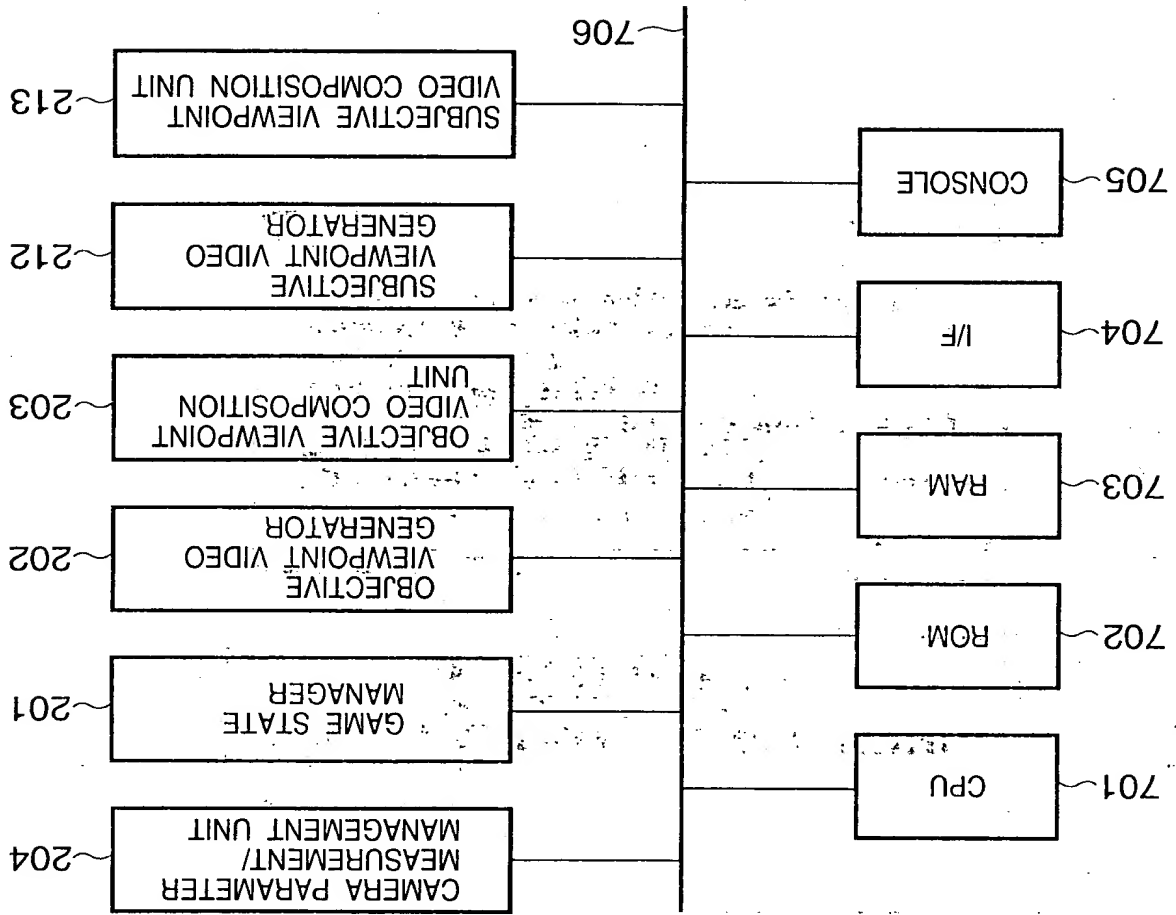 701
CPU
702
ROM
703
RAM
704
I/F
705
CONSOLE
CAMERA PARAMETER
MEASUREMENT/
MANAGEMENT UNIT
204
GAME STATE
MANAGER
201
OBJECTIVE
VIEWPOINT VIDEO
GENERATOR
202
OBJECTIVE VIEWPOINT
VIDEO COMPOSITION
UNIT
203
SUBJECTIVE
VIEWPOINT VIDEO
GENERATOR
212
SUBJECTIVE VIEWPOINT
VIDEO COMPOSITION UNIT
213
706